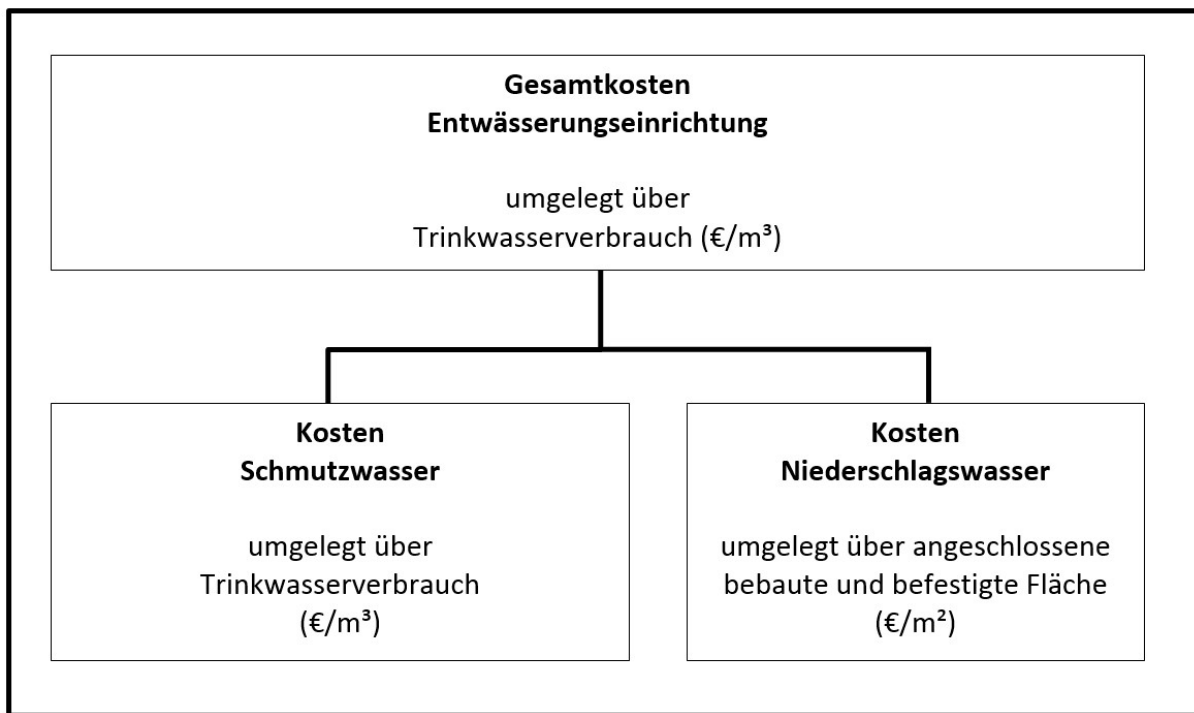 Gesamtkosten
Entwässerungseinrichtung
umgelegt über
Trinkwasserverbrauch (€/m³)
Kosten
Schmutzwasser
umgelegt über
Trinkwasserverbrauch
(€/m³)
Kosten
Niederschlagswasser
umgelegt über angeschlossene
bebaute und befestigte Fläche
(€/m²)